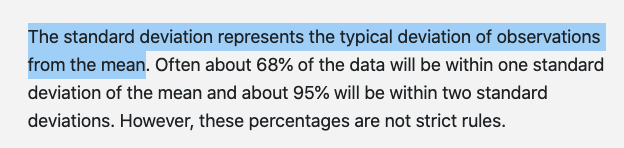 The standard deviation represents the typical deviation of observations
from the mean. Often about 68% of the data will be within one standard
deviation of the mean and about 95% will be within two standard
deviations. However, these percentages are not strict rules.